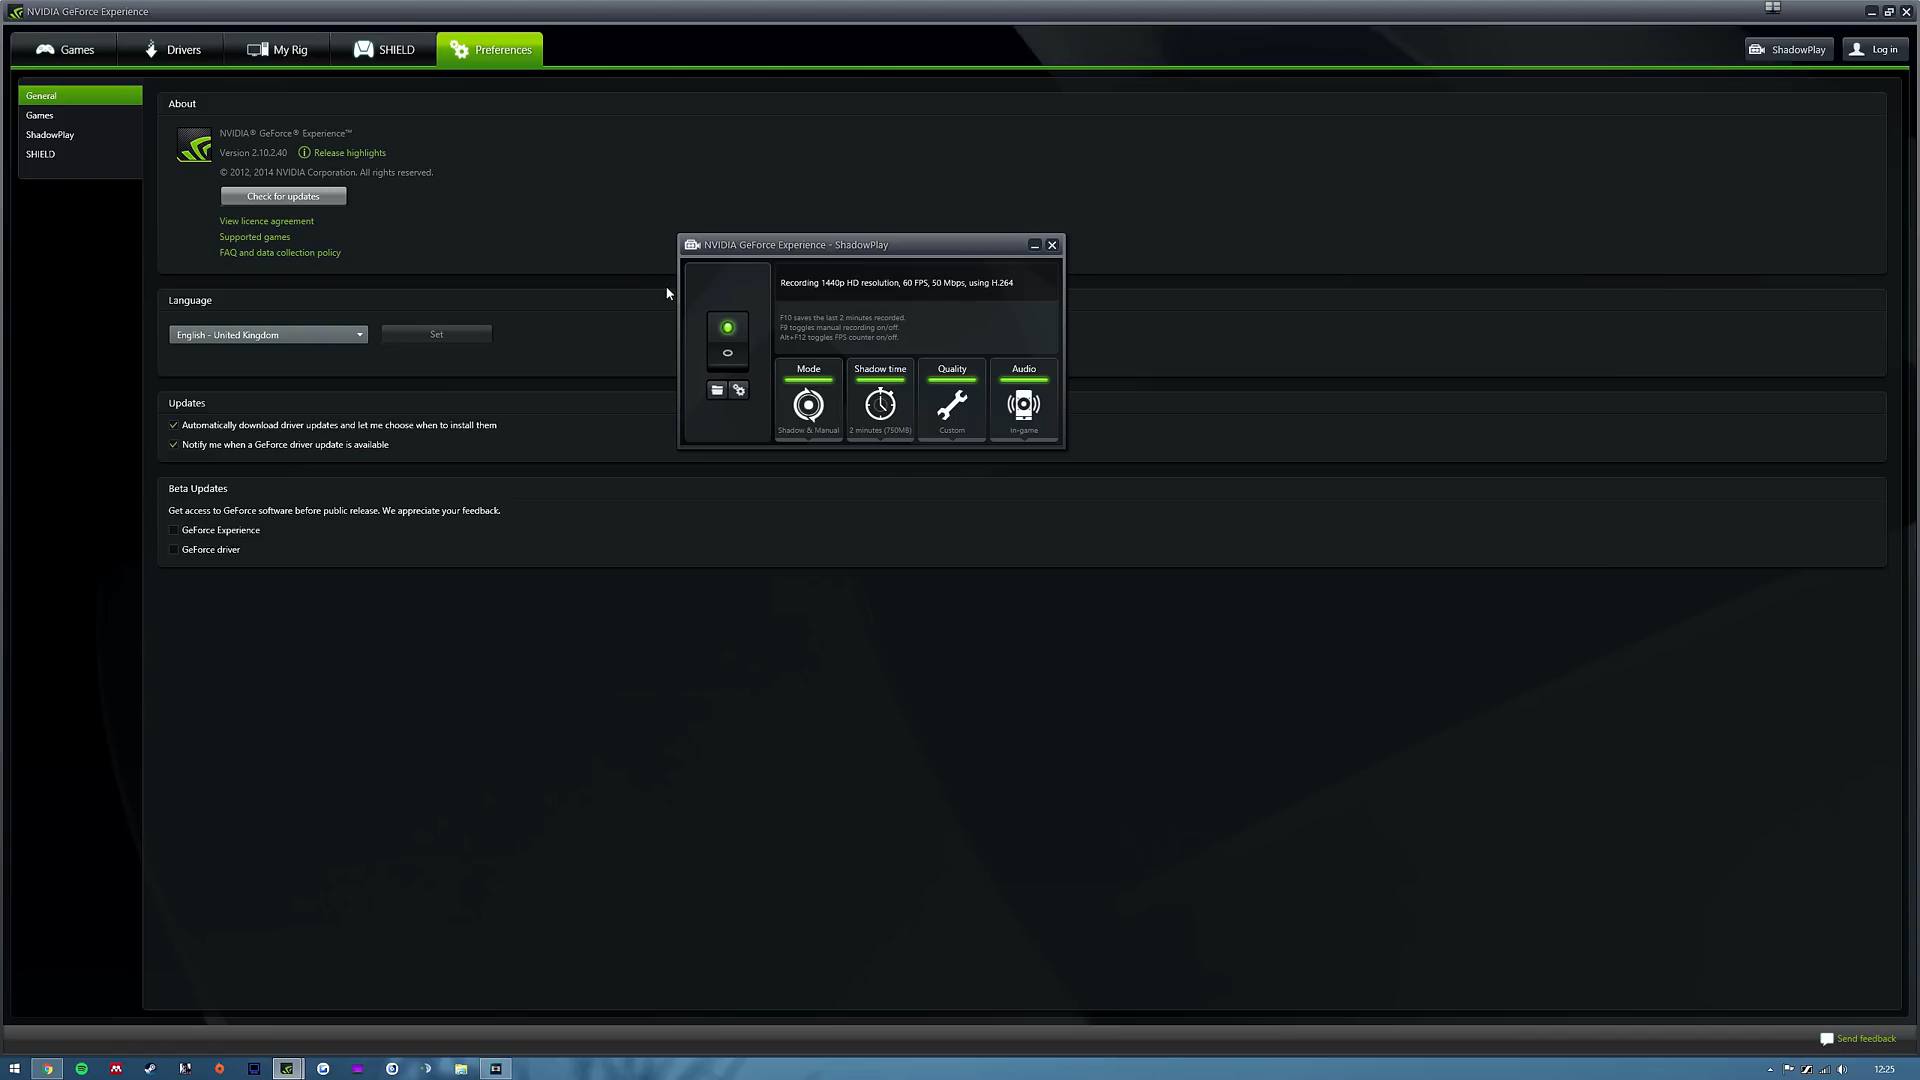 NVIDIA GeForce Experience
Games
Drivers
My Rig
SHIELD
Preferences
ShadowPlay
Log in
General
Games
ShadowPlay
SHIELD
About
NVIDIA® GeForce® Experience™
Version 2.10.2.40
Release highlights
© 2012, 2014 NVIDIA Corporation. All rights reserved.
Check for updates
View licence agreement
Supported games
FAQ and data collection policy
Language
English - United Kingdom
Set
Updates
Automatically download driver updates and let me choose when to install them
Notify me when a GeForce driver update is available
Beta Updates
Get access to GeForce software before public release. We appreciate your feedback.
GeForce Experience
GeForce driver
NVIDIA GeForce Experience - ShadowPlay
Recording 1440p HD resolution, 60 FPS, 50 Mbps, using H.264
F10 saves the last 2 minutes recorded.
F9 toggles manual recording on/off.
Alt+F12 toggles FPS counter on/off.
Mode
Shadow time
Quality
Audio
Shadow & Manual
2 minutes (750MB)
Custom
In-game
Send feedback
12:25